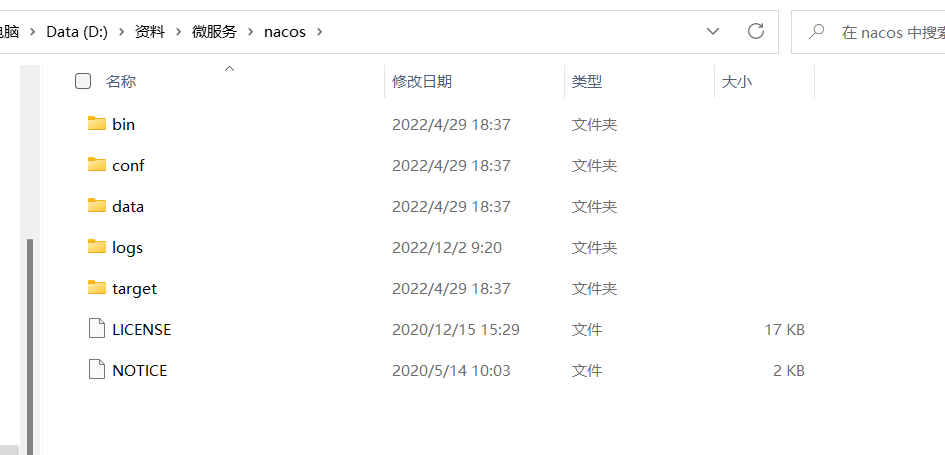 电脑 › Data (D:) › 资料 › 微服务 › nacos ›
在 nacos 中搜索
名称 修改日期 类型 大小
bin 2022/4/29 18:37 文件夹
conf 2022/4/29 18:37 文件夹
data 2022/4/29 18:37 文件夹
logs 2022/12/2 9:20 文件夹
target 2022/4/29 18:37 文件夹
LICENSE 2020/12/15 15:29 文件 17 KB
NOTICE 2020/5/14 10:03 文件 2 KB